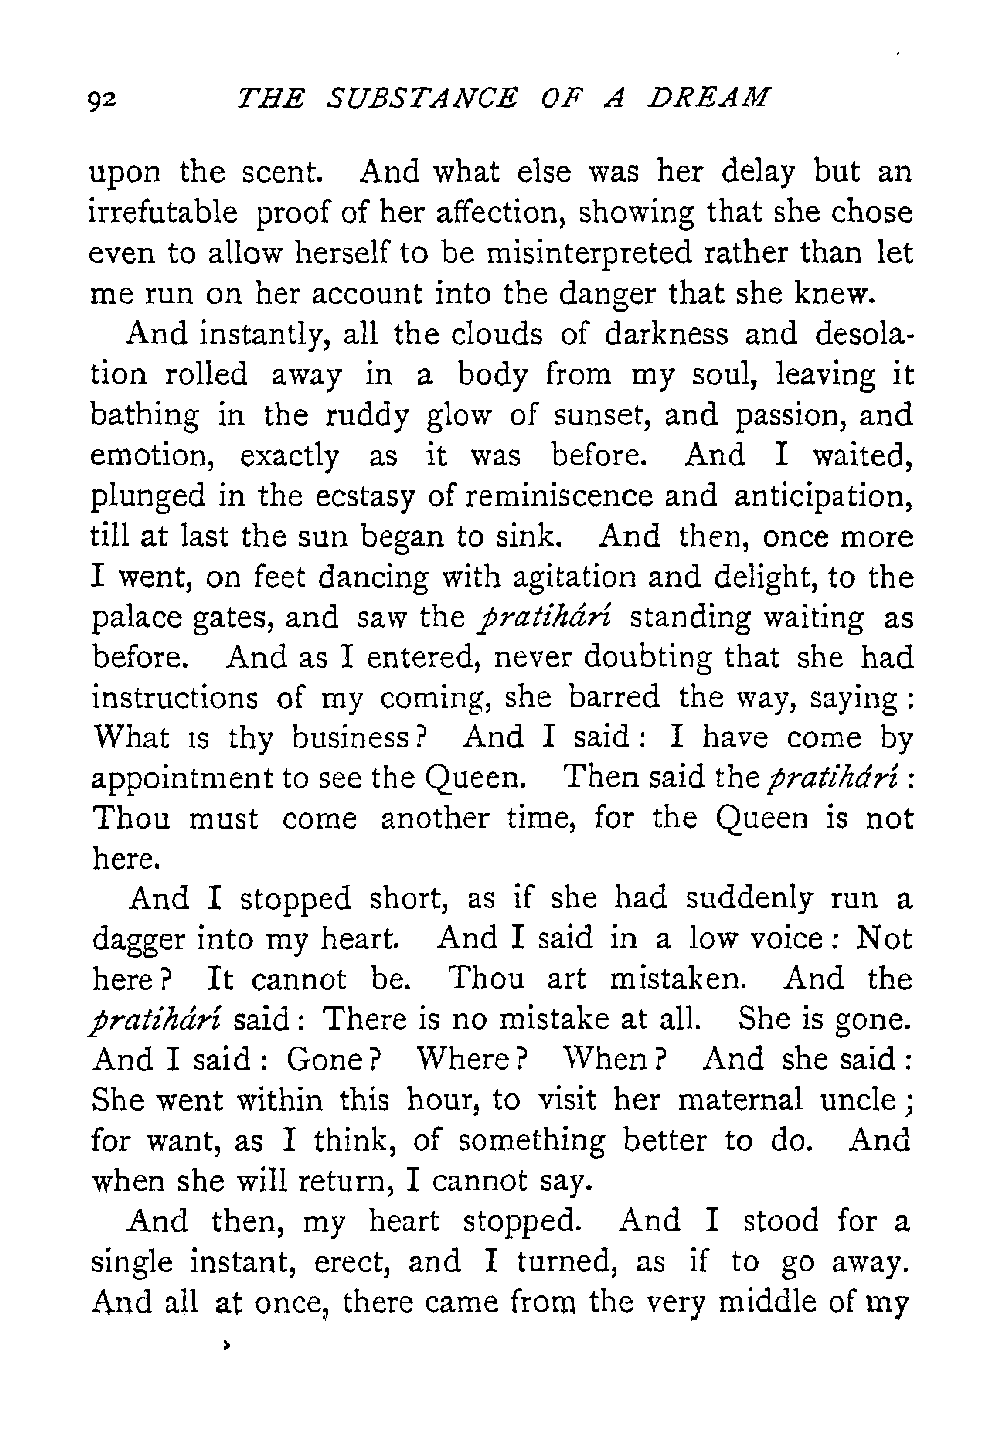 92 THE SUBSTANCE OF A DREAM
upon the scent. And what else was her delay but an
irrefutable proof of her affection, showing that she chose
even to allow herself to be misinterpreted rather than let
me run on her account into the danger that she knew.
And instantly, all the clouds of darkness and desola-
tion rolled away in a body from my soul, leaving it
bathing in the ruddy glow of sunset, and passion, and
emotion, exactly as it was before. And I waited,
plunged in the ecstasy of reminiscence and anticipation,
till at last the sun began to sink. And then, once more
I went, on feet dancing with agitation and delight, to the
palace gates, and saw the pratihárí standing waiting as
before. And as I entered, never doubting that she had
instructions of my coming, she barred the way, saying:
What is thy business? And I said: I have come by
appointment to see the Queen. Then said the pratihárí:
Thou must come another time, for the Queen is not
here.
And I stopped short, as if she had suddenly run a
dagger into my heart. And I said in a low voice: Not
here? It cannot be. Thou art mistaken. And the
pratihárí said: There is no mistake at all. She is gone.
And I said: Gone? Where? When? And she said:
She went within this hour, to visit her maternal uncle;
for want, as I think, of something better to do. And
when she will return, I cannot say.
And then, my heart stopped. And I stood for a
single instant, erect, and I turned, as if to go away.
And all at once, there came from the very middle of my